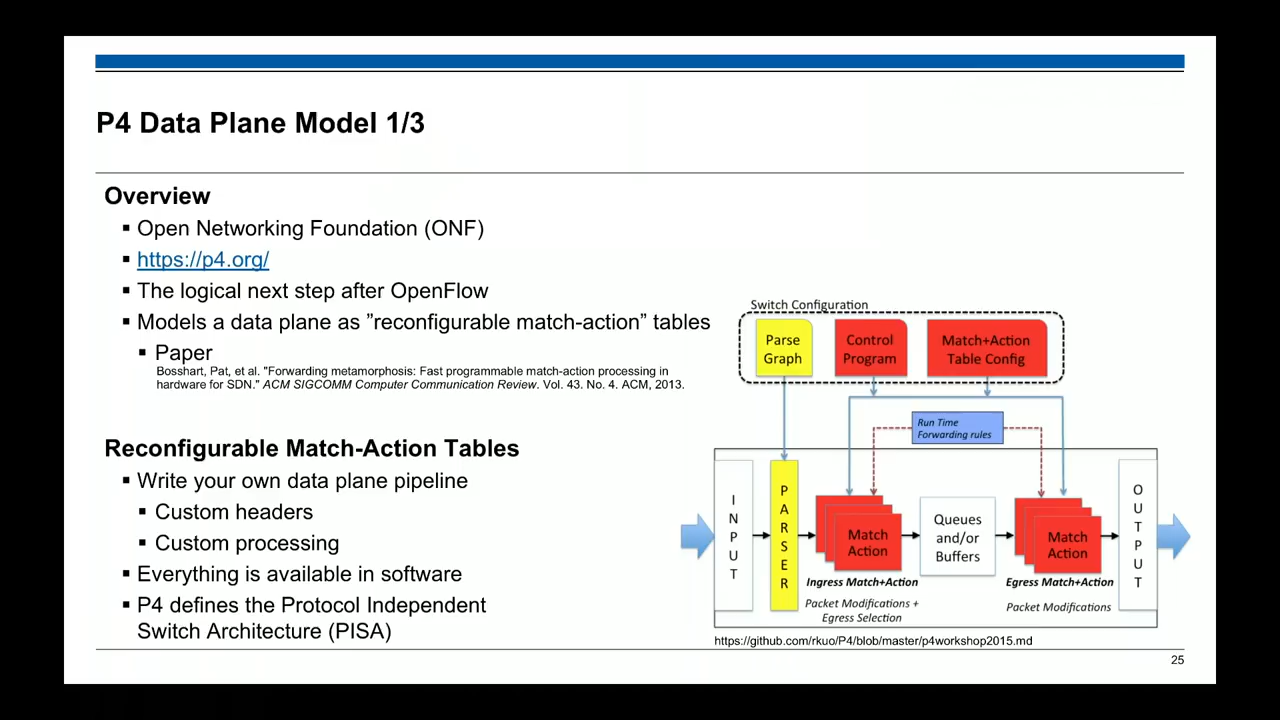 P4 Data Plane Model 1/3
Overview
▪ Open Networking Foundation (ONF)
▪ https://p4.org/
▪ The logical next step after OpenFlow
▪ Models a data plane as ”reconfigurable match-action” tables
▪ Paper
Bosshart, Pat, et al. "Forwarding metamorphosis: Fast programmable match-action processing in
hardware for SDN." ACM SIGCOMM Computer Communication Review. Vol. 43. No. 4. ACM, 2013.
Reconfigurable Match-Action Tables
▪ Write your own data plane pipeline
▪ Custom headers
▪ Custom processing
▪ Everything is available in software
▪ P4 defines the Protocol Independent
Switch Architecture (PISA)
Switch Configuration
Parse
Graph
Control
Program
Match+Action
Table Config
Run Time
Forwarding rules
INPUT
PARSER
Match
Action
Ingress Match+Action
Packet Modifications +
Egress Selection
Queues
and/or
Buffers
Match
Action
Egress Match+Action
Packet Modifications
OUTPUT
https://github.com/rkuo/P4/blob/master/p4workshop2015.md
25